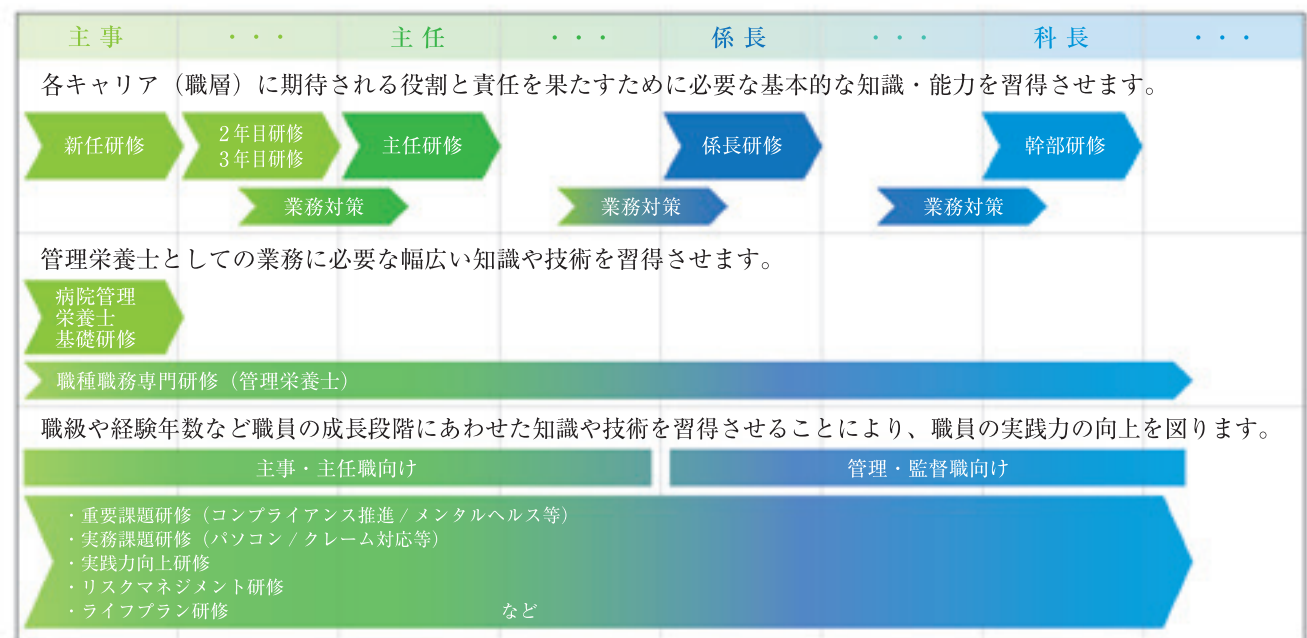 主事 ・・・ 主任 ・・・ 係長 ・・・ 科長 ・・・
各キャリア（職層）に期待される役割と責任を果たすために必要な基本的な知識・能力を習得させます。
新任研修
２年目研修
３年目研修
主任研修
係長研修
幹部研修
業務対策
業務対策
業務対策
管理栄養士としての業務に必要な幅広い知識や技術を習得させます。
病院管理
栄養士
基礎研修
職種職務専門研修（管理栄養士）
職級や経験年数など職員の成長段階にあわせた知識や技術を習得させることにより、職員の実践力の向上を図ります。
主事・主任職向け
管理・監督職向け
・重要課題研修（コンプライアンス推進 / メンタルヘルス等）
・実務課題研修（パソコン / クレーム対応等）
・実践力向上研修
・リスクマネジメント研修
・ライフプラン研修 など